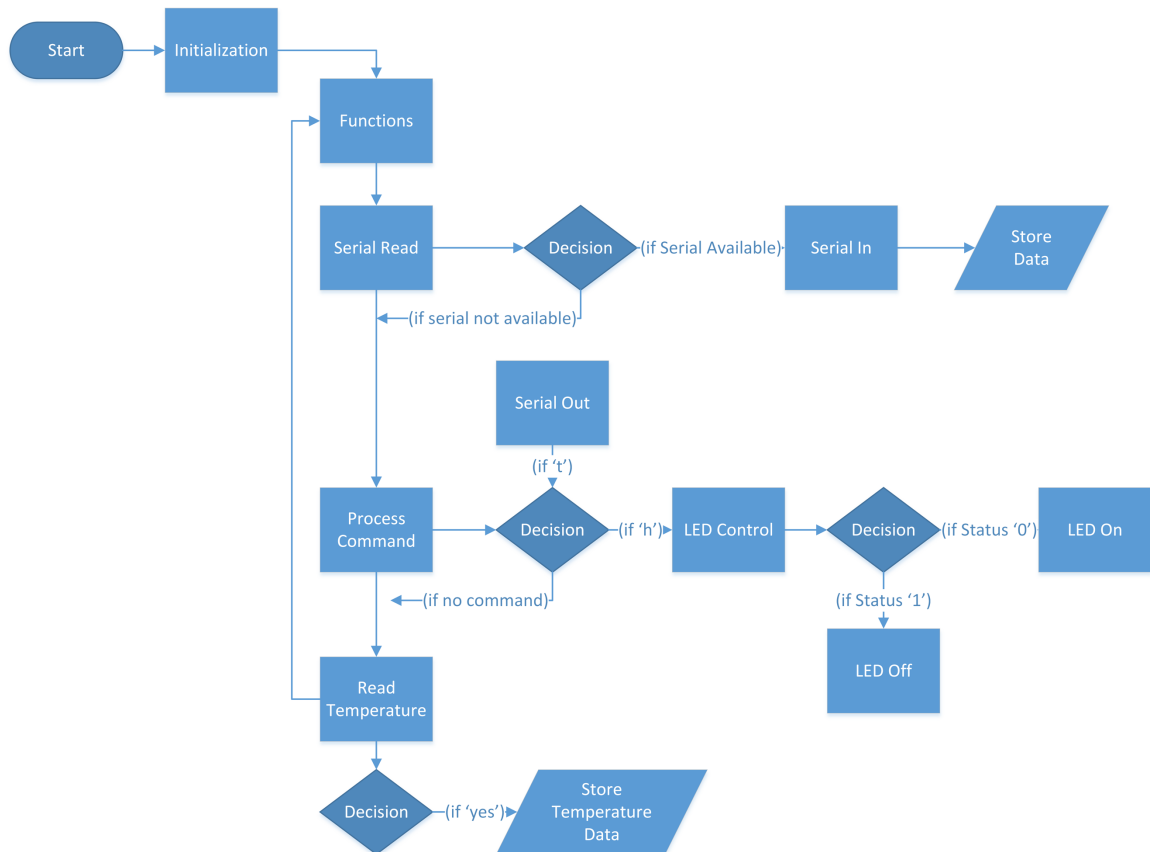 Start
Initialization
Functions
Serial Read
Decision
(if Serial Available)
Serial In
Store
Data
(if serial not available)
Serial Out
(if ‘t’)
Process
Command
Decision
(if ‘h’)
LED Control
Decision
(if Status ‘0’)
LED On
(if no command)
(if Status ‘1’)
LED Off
Read
Temperature
Decision
(if ‘yes’)
Store
Temperature
Data